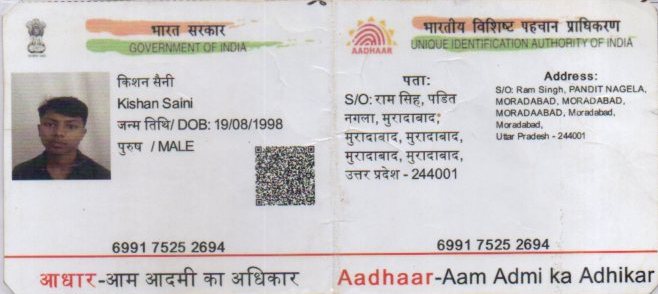 भारत सरकार
GOVERNMENT OF INDIA
किशन सैनी
Kishan Saini
जन्म तिथि/ DOB: 19/08/1998
पुरुष / MALE
6991 7525 2694
आधार-आम आदमी का अधिकार
भारतीय विशिष्ट पहचान प्राधिकरण
UNIQUE IDENTIFICATION AUTHORITY OF INDIA
AADHAAR
पता:
S/O: राम सिंह, पंडित
नगला, मुरादाबाद,
मुरादाबाद, मुरादाबाद,
मुरादाबाद, मुरादाबाद,
उत्तर प्रदेश - 244001
Address:
S/O: Ram Singh, PANDIT NAGELA,
MORADABAD, MORADABAD,
MORADAABAD, Moradabad,
Moradabad,
Uttar Pradesh - 244001
6991 7525 2694
Aadhaar-Aam Admi ka Adhikar